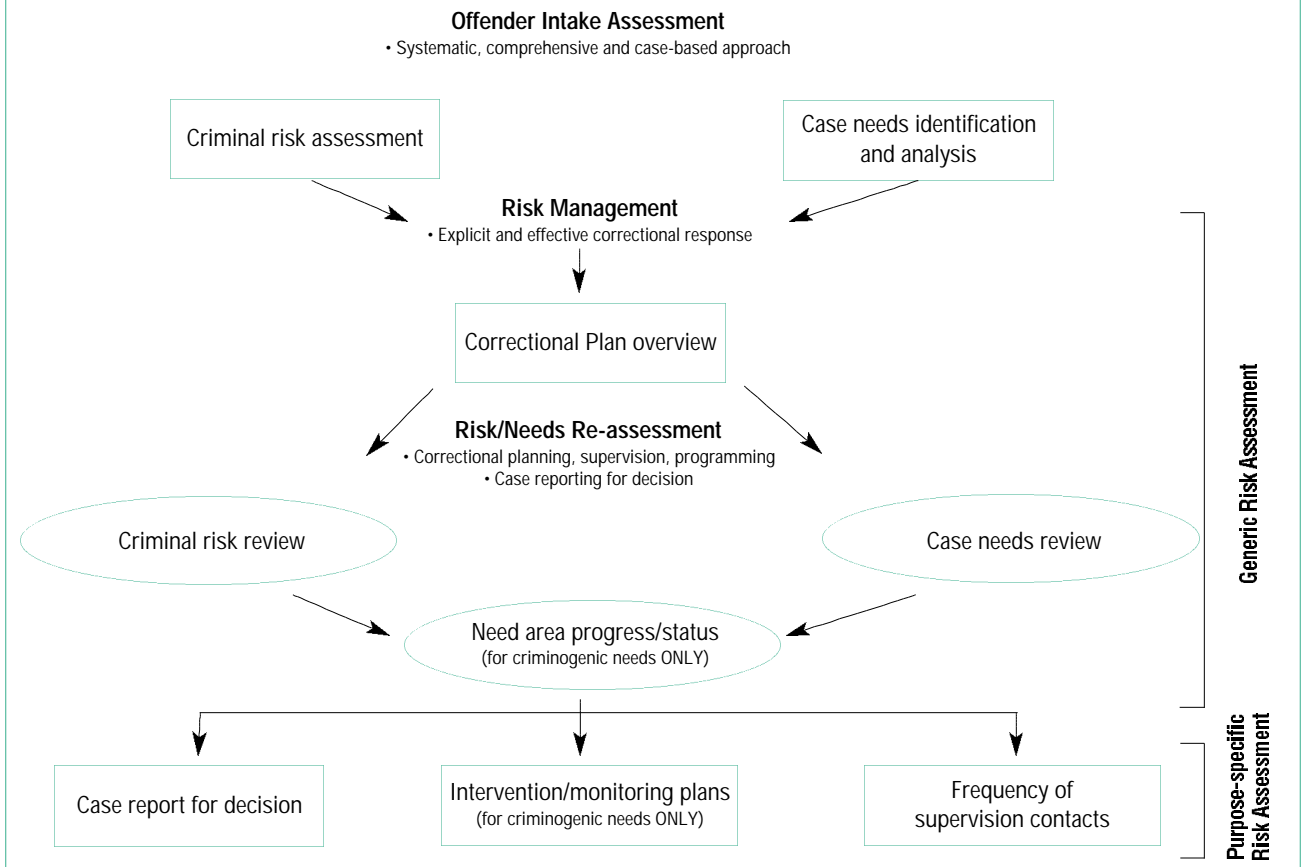 Offender Intake Assessment
• Systematic, comprehensive and case-based approach
Criminal risk assessment
Case needs identification
and analysis
Risk Management
• Explicit and effective correctional response
Correctional Plan overview
Risk/Needs Re-assessment
• Correctional planning, supervision, programming
• Case reporting for decision
Criminal risk review
Case needs review
Need area progress/status
(for criminogenic needs ONLY)
Generic Risk Assessment
Case report for decision
Intervention/monitoring plans
(for criminogenic needs ONLY)
Frequency of
supervision contacts
Purpose-specific
Risk Assessment